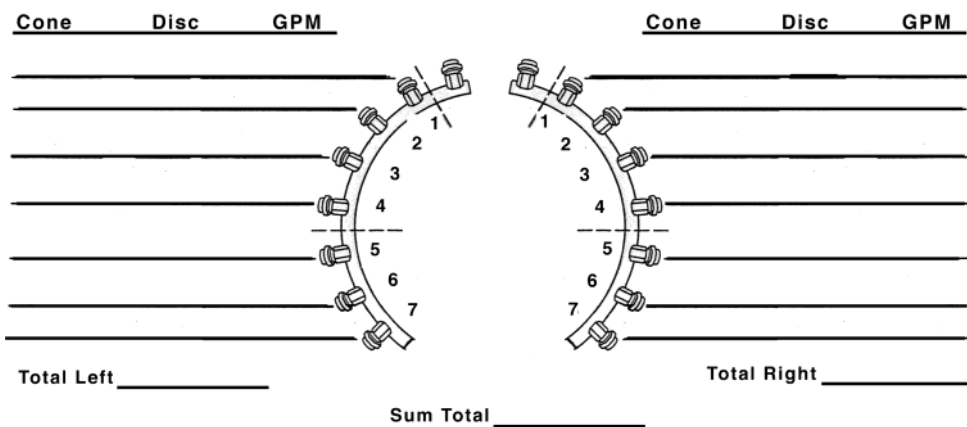 Cone Disc GPM Cone Disc GPM
1 1
2 2
3 3
4 4
5 5
6 6
7 7
Total Left Total Right
Sum Total